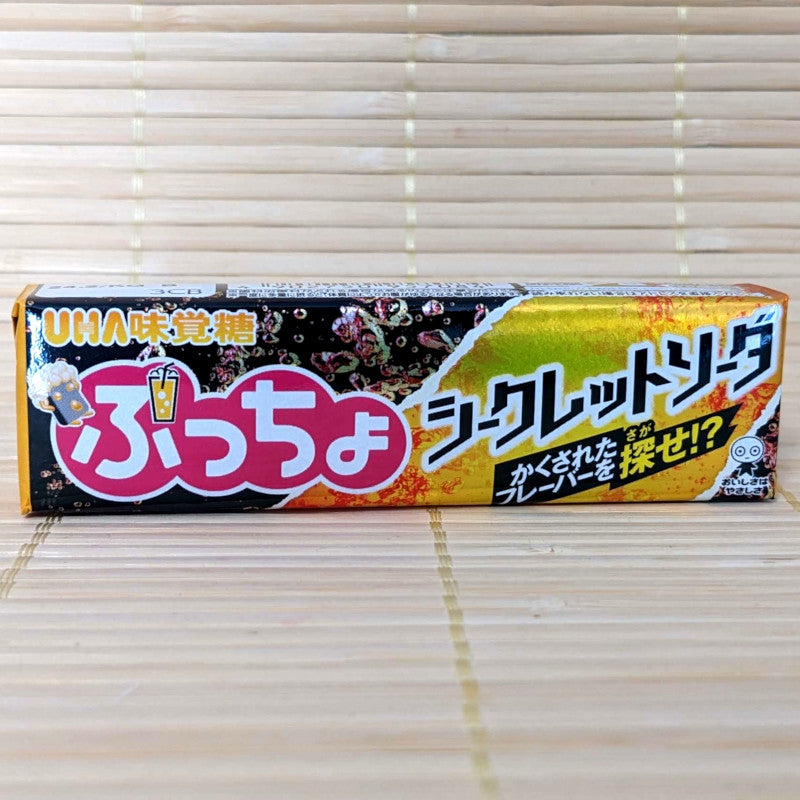 UHA味覚糖
ぷっちょ
シークレットソーダ
かくされた
フレーバーを
さが
探せ!?
おいしさは
やさしさ
3CB